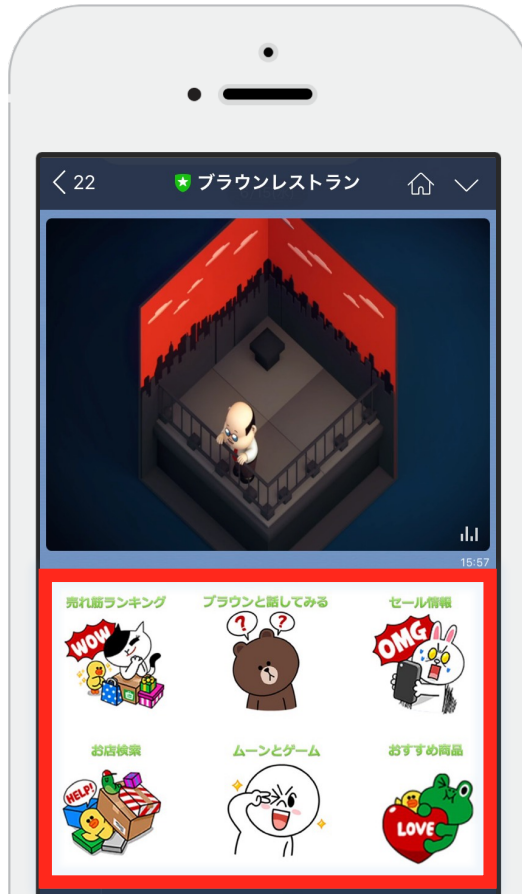 22
ブラウンレストラン
15:57
売れ筋ランキング
ブラウンと話してみる
セール情報
WOW
? ?
OMG
お店検索
ムーンとゲーム
おすすめ商品
HELP!
LOVE